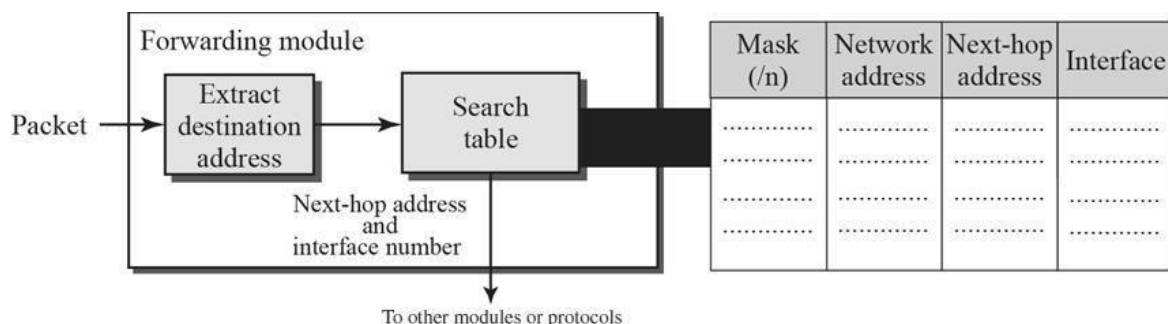 Forwarding module
Packet
Extract
destination
address
Search
table
Next-hop address
and
interface number
To other modules or protocols
Mask
(/n)
Network
address
Next-hop
address
Interface
............ ............ ............ ............
............ ............ ............ ............
............ ............ ............ ............
............ ............ ............ ............